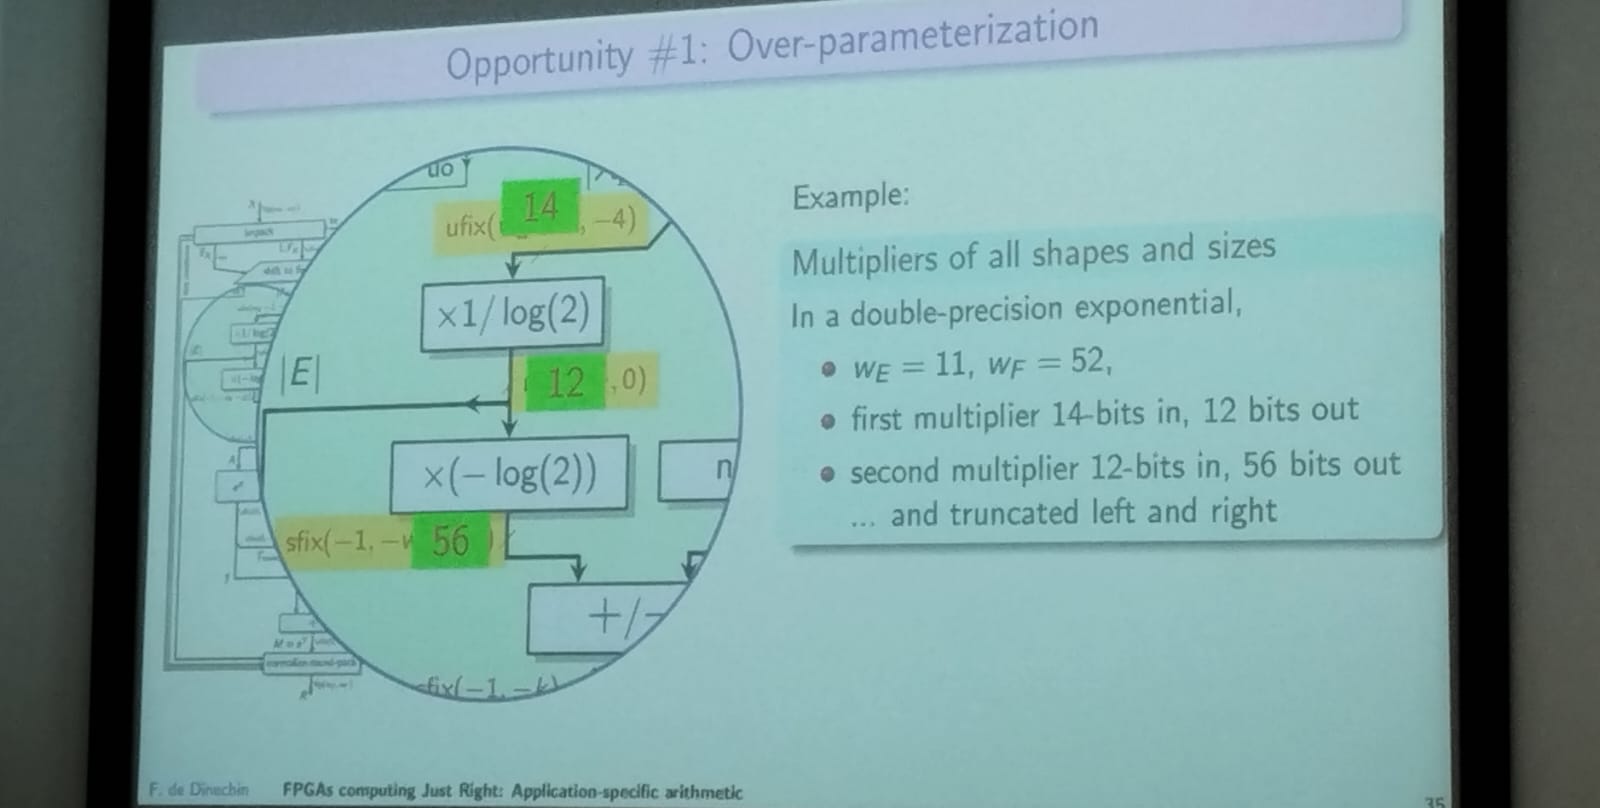 Opportunity #1: Over-parameterization
14
ufix( , -4)
×1/ log(2)
|E|
12 ,0)
×(− log(2))
n
sfix(−1, −w 56 )
+/−
fix(−1, −k)
Example:
Multipliers of all shapes and sizes
In a double-precision exponential,
• wE = 11, wF = 52,
• first multiplier 14-bits in, 12 bits out
• second multiplier 12-bits in, 56 bits out
... and truncated left and right
F. de Dinechin FPGAs computing Just Right: Application-specific arithmetic
35